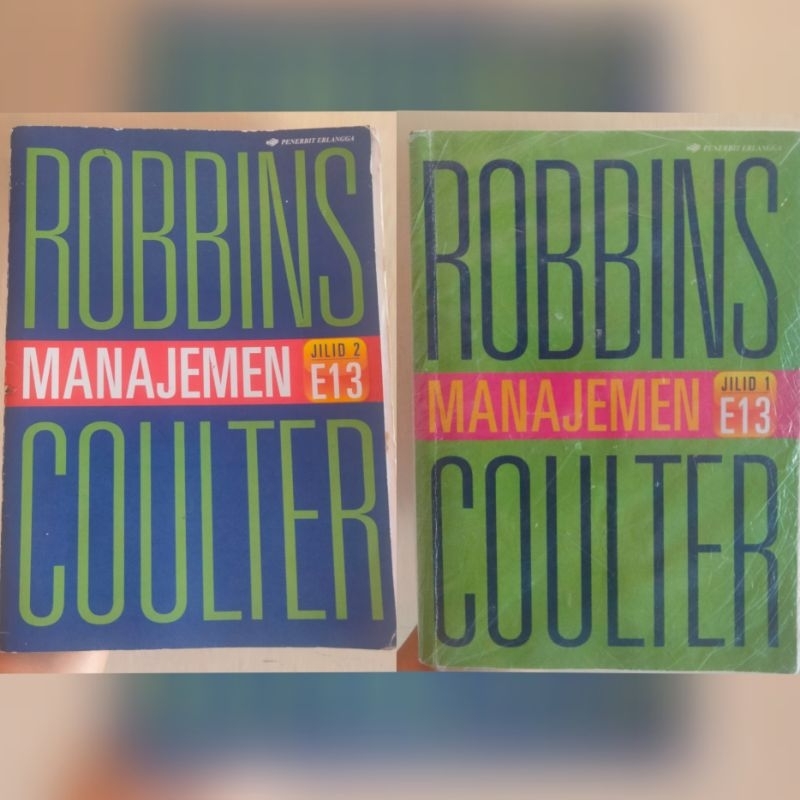 PENERBIT ERLANGGA
ROBBINS
MANAJEMEN
JILID 2
E13
COULTER
PENERBIT ERLANGGA
ROBBINS
MANAJEMEN
JILID 1
E13
COULTER